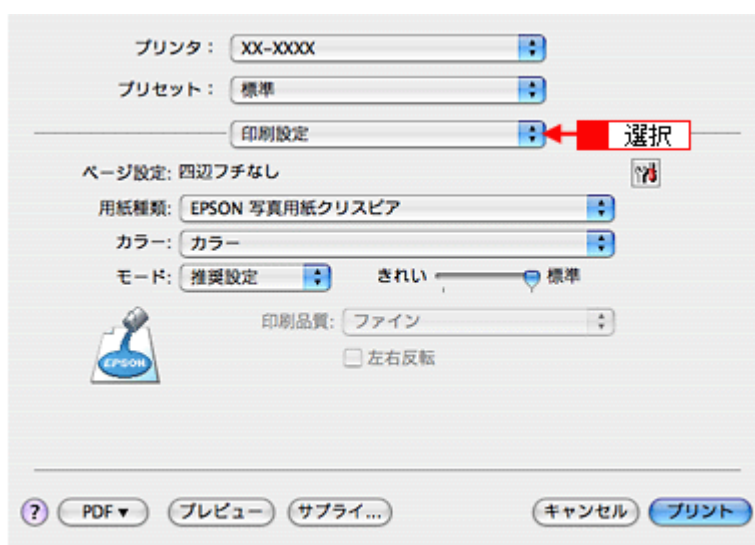 プリンタ： XX-XXXX
プリセット： 標準
印刷設定 選択
ページ設定: 四辺フチなし
用紙種類: EPSON 写真用紙クリスピア
カラー: カラー
モード: 推奨設定 きれい 標準
印刷品質: ファイン
EPSON
左右反転
? PDF▼ プレビュー サプライ... キャンセル プリント